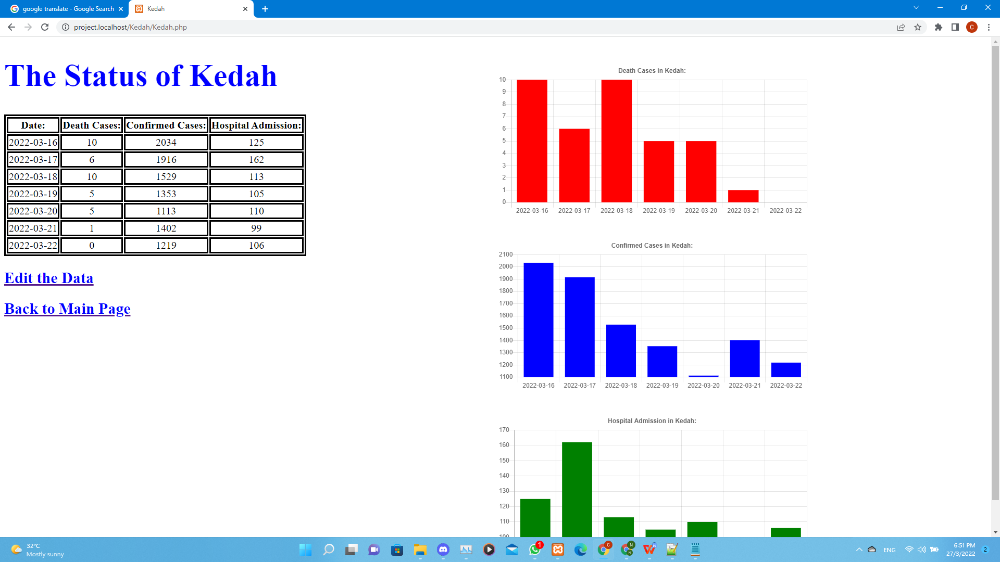 google translate - Google Search
Kedah
project.localhost/Kedah/Kedah.php
C
The Status of Kedah
Date: Death Cases: Confirmed Cases: Hospital Admission:
2022-03-16 10 2034 125
2022-03-17 6 1916 162
2022-03-18 10 1529 113
2022-03-19 5 1353 105
2022-03-20 5 1113 110
2022-03-21 1 1402 99
2022-03-22 0 1219 106
Edit the Data
Back to Main Page
Death Cases in Kedah:
10
9
8
7
6
5
4
3
2
1
0
2022-03-16 2022-03-17 2022-03-18 2022-03-19 2022-03-20 2022-03-21 2022-03-22
Confirmed Cases in Kedah:
2100
2000
1900
1800
1700
1600
1500
1400
1300
1200
1100
2022-03-16 2022-03-17 2022-03-18 2022-03-19 2022-03-20 2022-03-21 2022-03-22
Hospital Admission in Kedah:
170
160
150
140
130
120
110
100
32°C
Mostly sunny
1
C
N
N
ENG
6:51 PM
27/3/2022
2